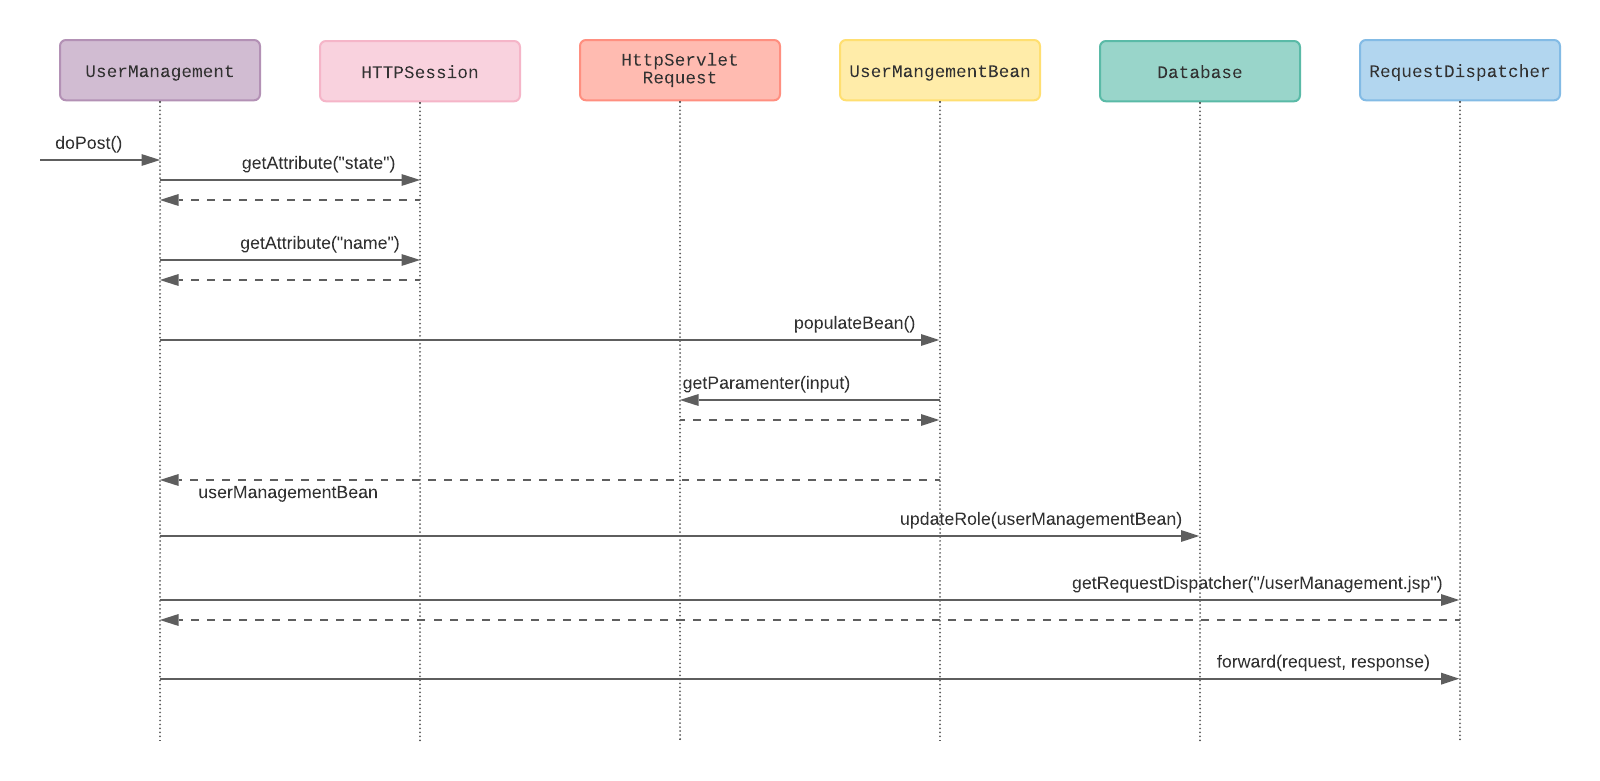 UserManagement
HTTPSession
HttpServlet
Request
UserMangementBean
Database
RequestDispatcher
doPost()
getAttribute("state")
getAttribute("name")
populateBean()
getParamenter(input)
userManagementBean
updateRole(userManagementBean)
getRequestDispatcher("/userManagement.jsp")
forward(request, response)